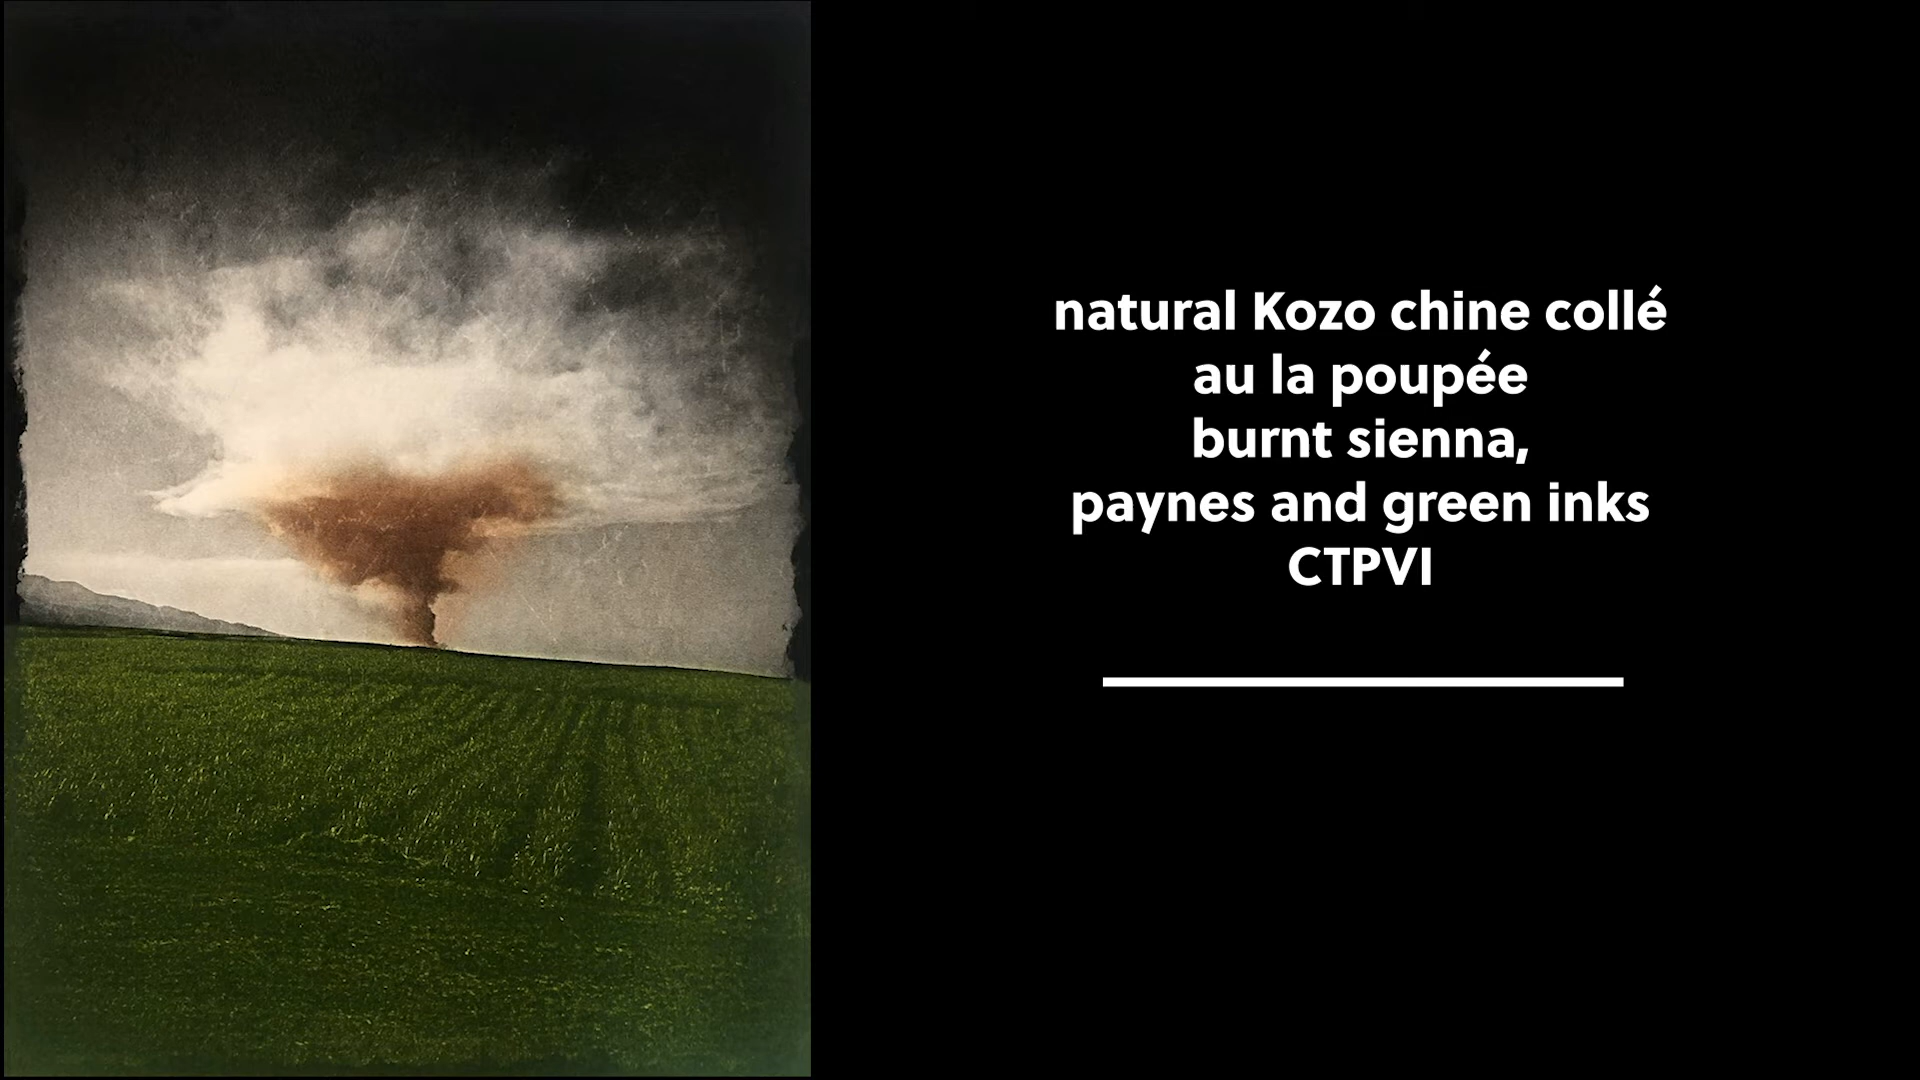 natural Kozo chine collé
au la poupée
burnt sienna,
paynes and green inks
CTPVI